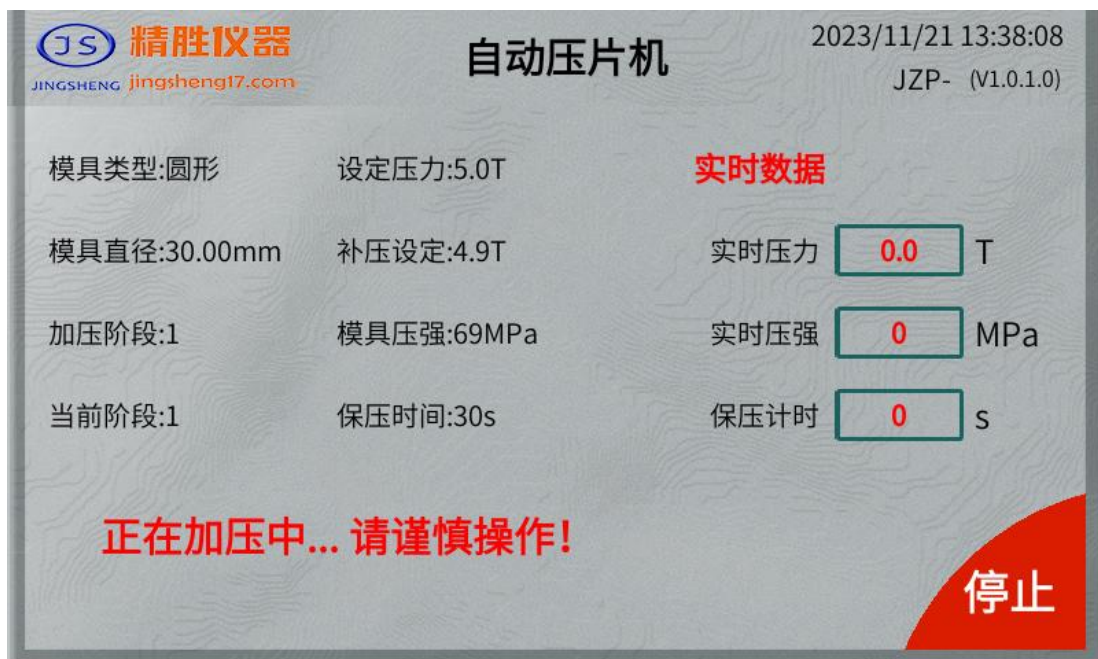 JS 精胜仪器
JINGSHENG jingsheng17.com
自动压片机
2023/11/21 13:38:08
JZP- (V1.0.1.0)
模具类型:圆形 设定压力:5.0T 实时数据
模具直径:30.00mm 补压设定:4.9T 实时压力 0.0 T
加压阶段:1 模具压强:69MPa 实时压强 0 MPa
当前阶段:1 保压时间:30s 保压计时 0 s
正在加压中... 请谨慎操作!
停止